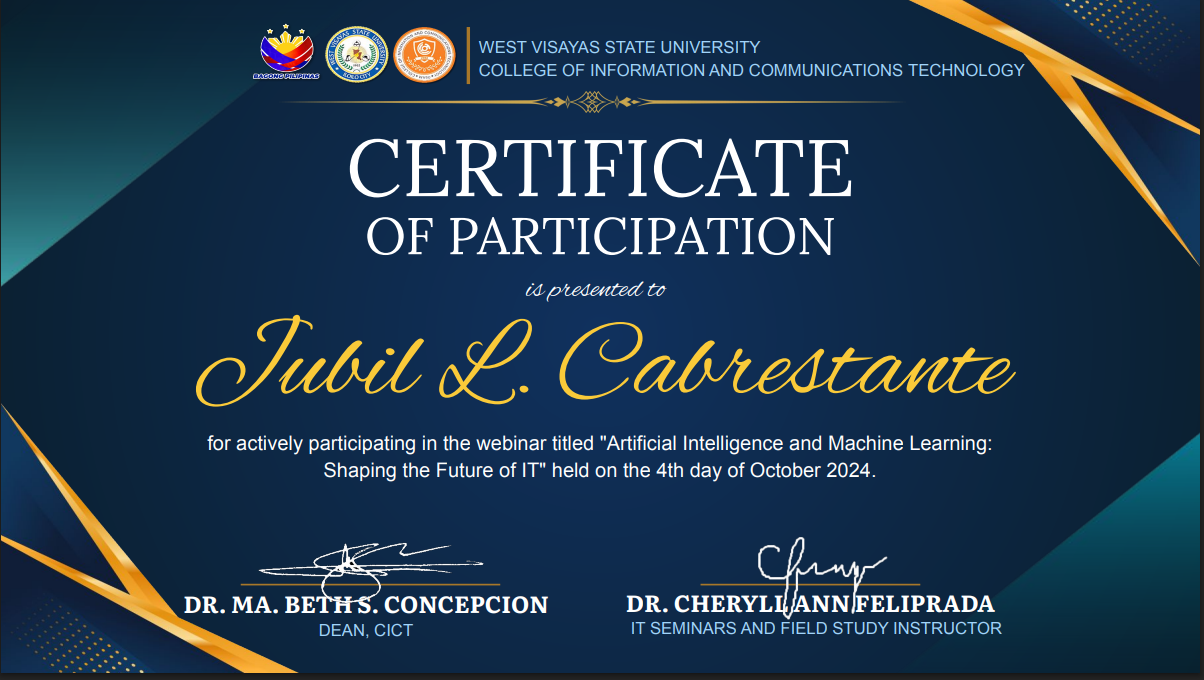 BAGONG PILIPINAS
WEST VISAYAS STATE UNIVERSITY
COLLEGE OF INFORMATION AND COMMUNICATIONS TECHNOLOGY
CERTIFICATE
OF PARTICIPATION
is presented to
Jubil L. Cabrestante
for actively participating in the webinar titled "Artificial Intelligence and Machine Learning:
Shaping the Future of IT" held on the 4th day of October 2024.
DR. MA. BETH S. CONCEPCION
DEAN, CICT
DR. CHERYLL ANN FELIPRADA
IT SEMINARS AND FIELD STUDY INSTRUCTOR